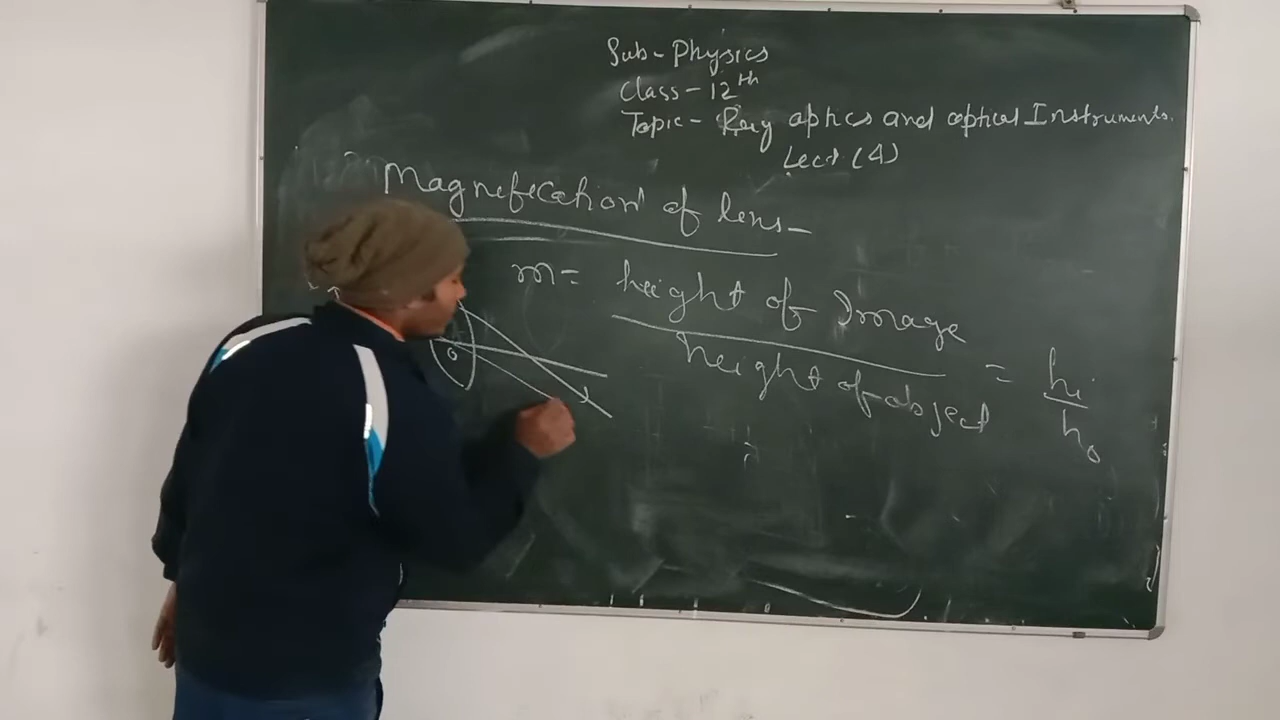 Sub- Physics
Class- 12th
Topic- Ray optics and optical Instruments.
Lect (4)
Magnification of lens-
m = height of Image / height of object = hi / ho
O